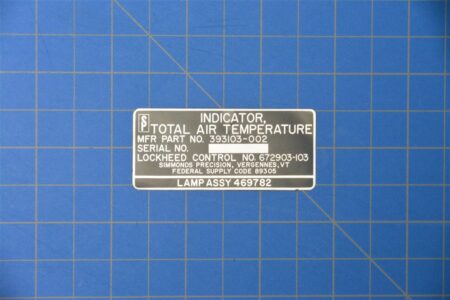 INDICATOR,
TOTAL AIR TEMPERATURE
MFR PART NO. 393103-002
SERIAL NO.
LOCKHEED CONTROL NO. 672903-103
SIMMONDS PRECISION, VERGENNES, VT
FEDERAL SUPPLY CODE 89305
LAMP ASSY 469782